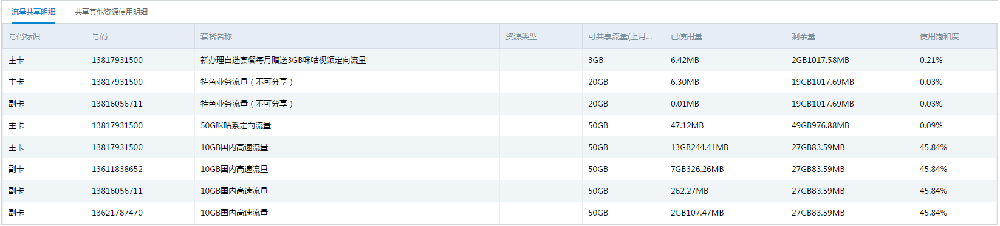 流量共享明细 共享其他资源使用明细
号码标识 号码 套餐名称 资源类型 可共享流量(上月... 已使用量 剩余量 使用饱和度
主卡 13817931500 新办理自选套餐每月赠送3GB咪咕视频定向流量 3GB 6.42MB 2GB1017.58MB 0.21%
主卡 13817931500 特色业务流量（不可分享） 20GB 6.30MB 19GB1017.69MB 0.03%
副卡 13816056711 特色业务流量（不可分享） 20GB 0.01MB 19GB1017.69MB 0.03%
主卡 13817931500 50G咪咕系定向流量 50GB 47.12MB 49GB976.88MB 0.09%
主卡 13817931500 10GB国内高速流量 50GB 13GB244.41MB 27GB83.59MB 45.84%
副卡 13611838652 10GB国内高速流量 50GB 7GB326.26MB 27GB83.59MB 45.84%
副卡 13816056711 10GB国内高速流量 50GB 262.27MB 27GB83.59MB 45.84%
副卡 13621787470 10GB国内高速流量 50GB 2GB107.47MB 27GB83.59MB 45.84%